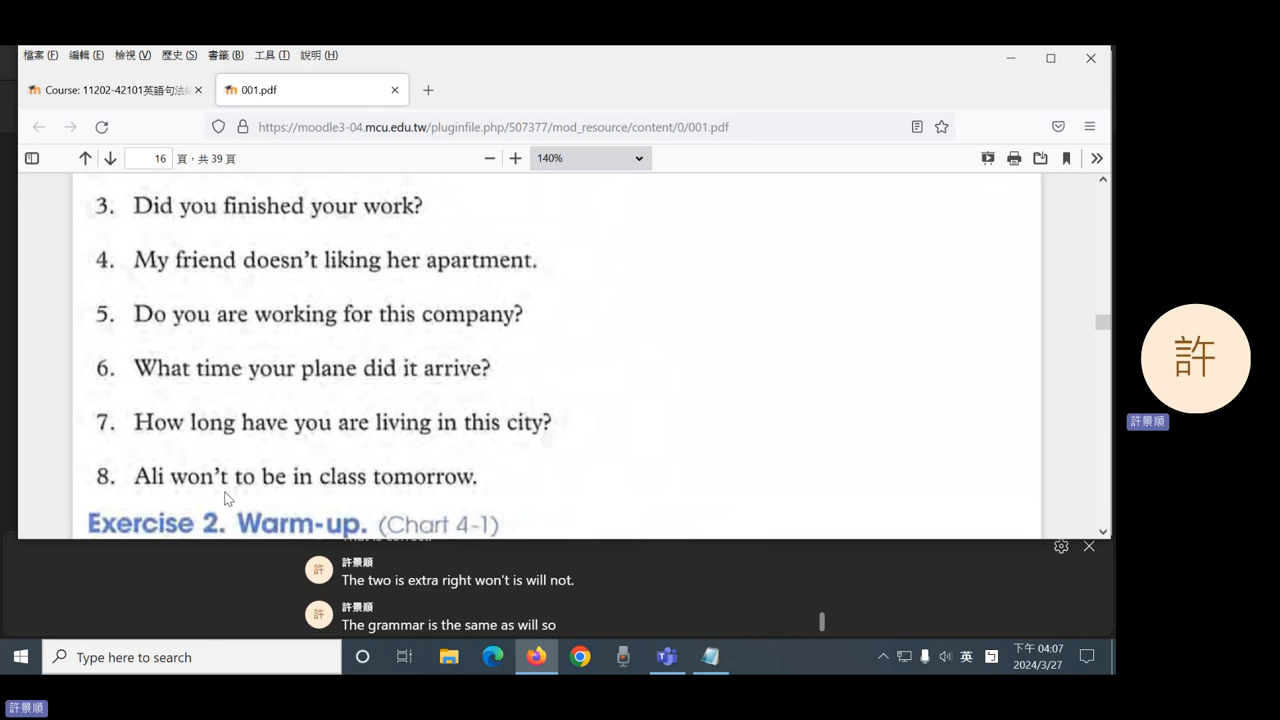 檔案 (F) 編輯 (E) 檢視 (V) 歷史 (S) 書籤 (B) 工具 (T) 說明 (H)
Course: 11202-42101英語句法
001.pdf
https://moodle3-04.mcu.edu.tw/pluginfile.php/507377/mod_resource/content/0/001.pdf
16 頁，共 39 頁
140%
3. Did you finished your work?
4. My friend doesn't liking her apartment.
5. Do you are working for this company?
6. What time your plane did it arrive?
7. How long have you are living in this city?
8. Ali won't to be in class tomorrow.
Exercise 2. Warm-up. (Chart 4-1)
許
許景順
許
許景順
The two is extra right won't is will not.
許
許景順
The grammar is the same as will so
Type here to search
英
下午 04:07
2024/3/27
許景順